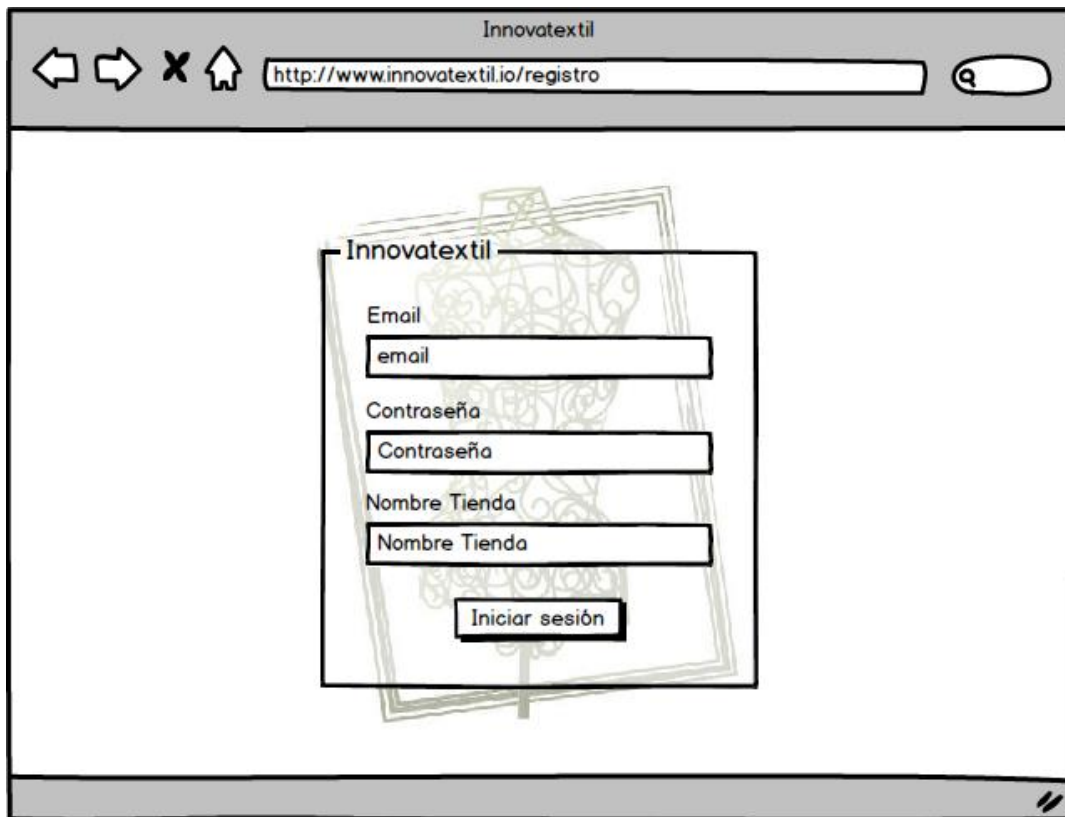 Innovatextil
http://www.innovatextil.io/registro
Innovatextil
Email
email
Contraseña
Contraseña
Nombre Tienda
Nombre Tienda
Iniciar sesión